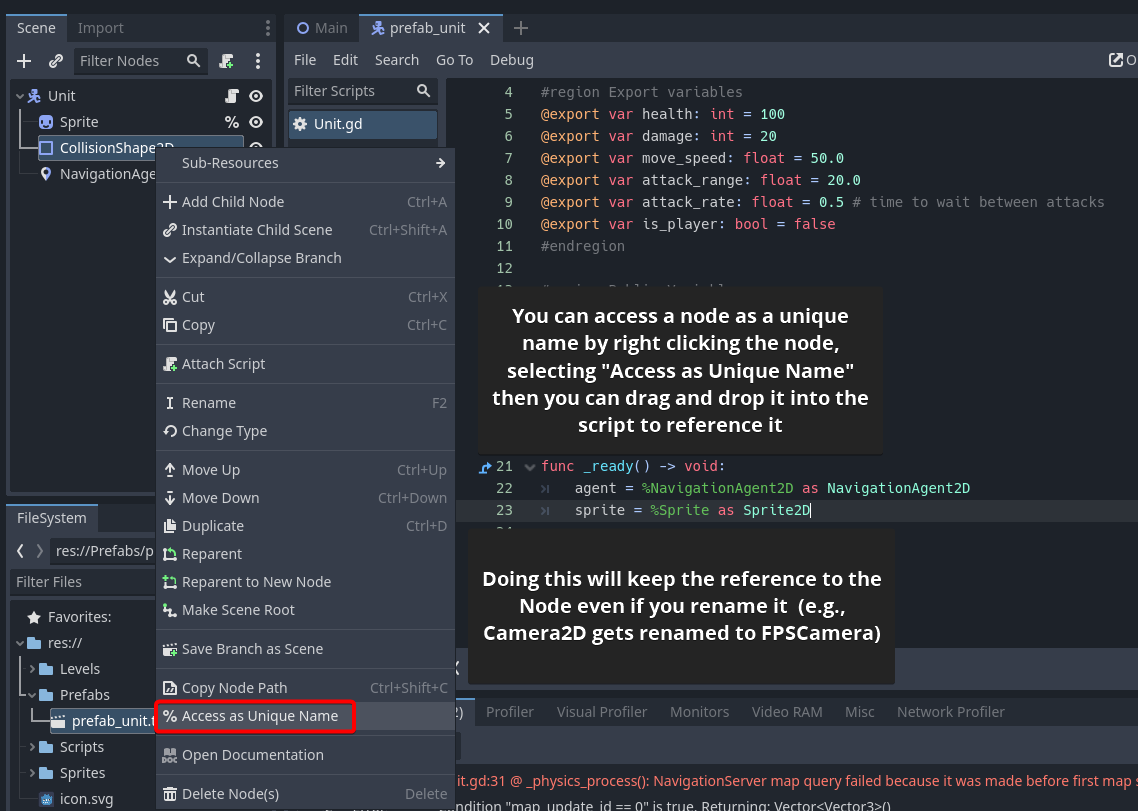 Scene
Import
Filter Nodes
Unit
Sprite
%
CollisionShape2D
NavigationAge
Sub-Resources
Add Child Node Ctrl+A
Instantiate Child Scene Ctrl+Shift+A
Expand/Collapse Branch
Cut Ctrl+X
Copy Ctrl+C
Attach Script
Rename F2
Change Type
Move Up Ctrl+Up
Move Down Ctrl+Down
Duplicate Ctrl+D
Reparent
Reparent to New Node
Make Scene Root
Save Branch as Scene
Copy Node Path Ctrl+Shift+C
% Access as Unique Name
Open Documentation
Delete Node(s) Delete
FileSystem
res://Prefabs/p
Filter Files
Favorites:
res://
Levels
Prefabs
prefab_unit.t
Scripts
Sprites
icon.svg
Main
prefab_unit
File Edit Search Go To Debug
Filter Scripts
Unit.gd
4 #region Export variables
5 @export var health: int = 100
6 @export var damage: int = 20
7 @export var move_speed: float = 50.0
8 @export var attack_range: float = 20.0
9 @export var attack_rate: float = 0.5 # time to wait between attacks
10 @export var is_player: bool = false
11 #endregion
12
You can access a node as a unique
name by right clicking the node,
selecting "Access as Unique Name"
then you can drag and drop it into the
script to reference it
21 func _ready() -> void:
22 agent = %NavigationAgent2D as NavigationAgent2D
23 sprite = %Sprite as Sprite2D
Doing this will keep the reference to the
Node even if you rename it (e.g.,
Camera2D gets renamed to FPSCamera)
Profiler Visual Profiler Monitors Video RAM Misc Network Profiler
it.gd:31 @ _physics_process(): NavigationServer map query failed because it was made before first map s
ondition "map_update_id == 0" is true. Returning: Vector<Vector3>()